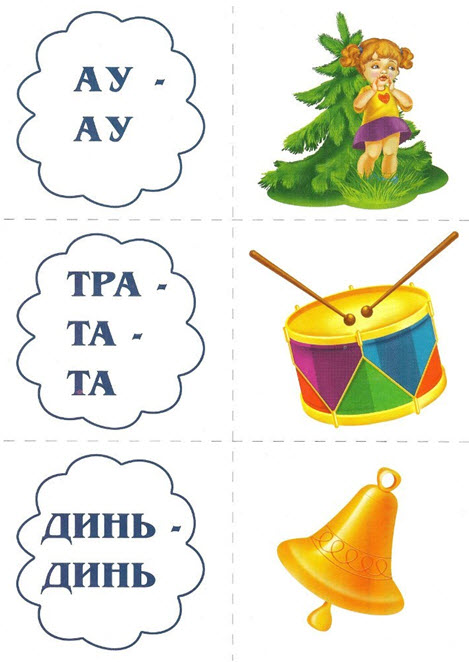 АУ -
АУ
ТРА -
ТА -
ТА
ДИНЬ -
ДИНЬ